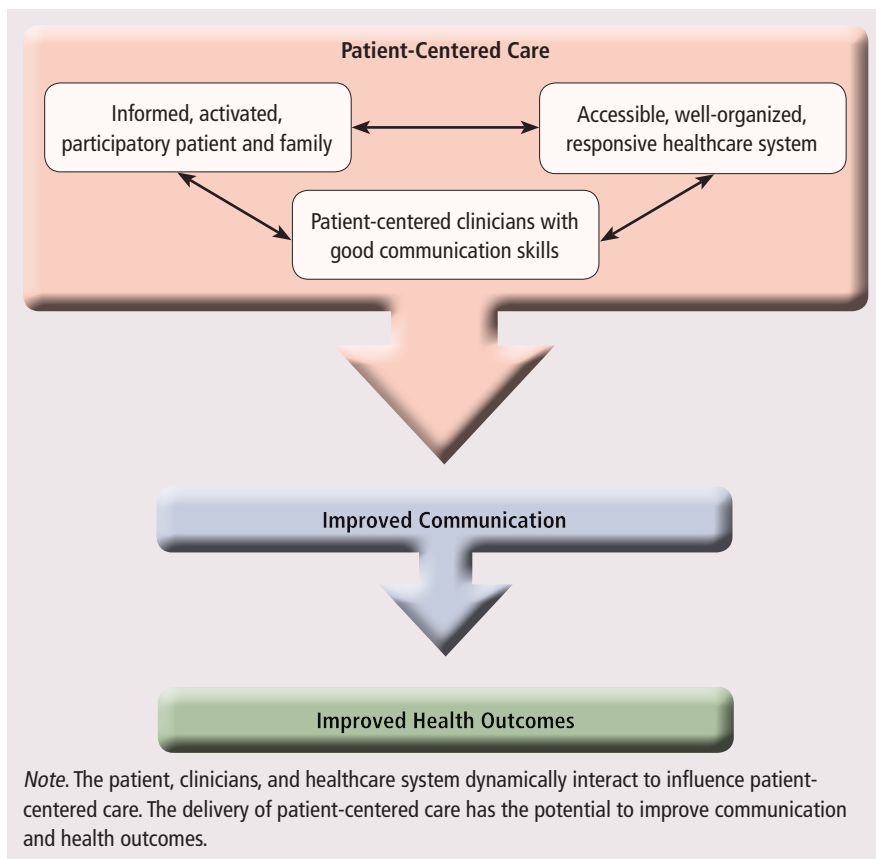 Patient-Centered Care
Informed, activated,
participatory patient and family
Accessible, well-organized,
responsive healthcare system
Patient-centered clinicians with
good communication skills
Improved Communication
Improved Health Outcomes
Note. The patient, clinicians, and healthcare system dynamically interact to influence patient-
centered care. The delivery of patient-centered care has the potential to improve communication
and health outcomes.